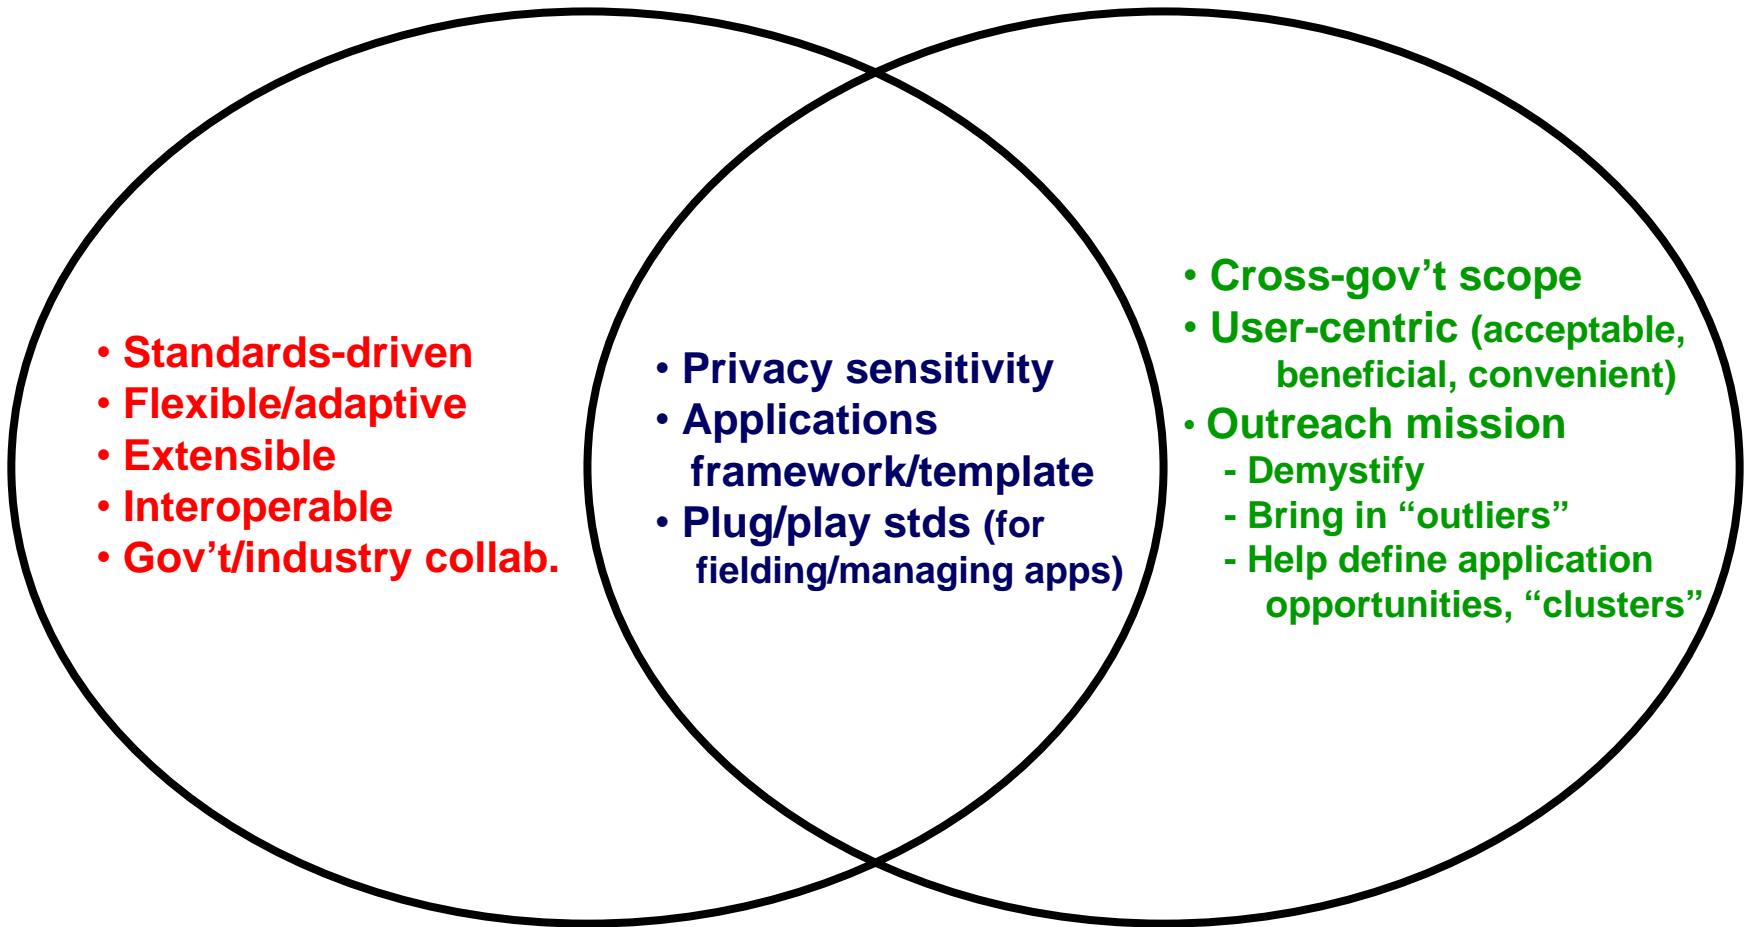 • Standards-driven
• Flexible/adaptive
• Extensible
• Interoperable
• Gov’t/industry collab.
• Privacy sensitivity
• Applications
framework/template
• Plug/play stds (for
fielding/managing apps)
• Cross-gov’t scope
• User-centric (acceptable,
beneficial, convenient)
• Outreach mission
- Demystify
- Bring in “outliers”
- Help define application
opportunities, “clusters”